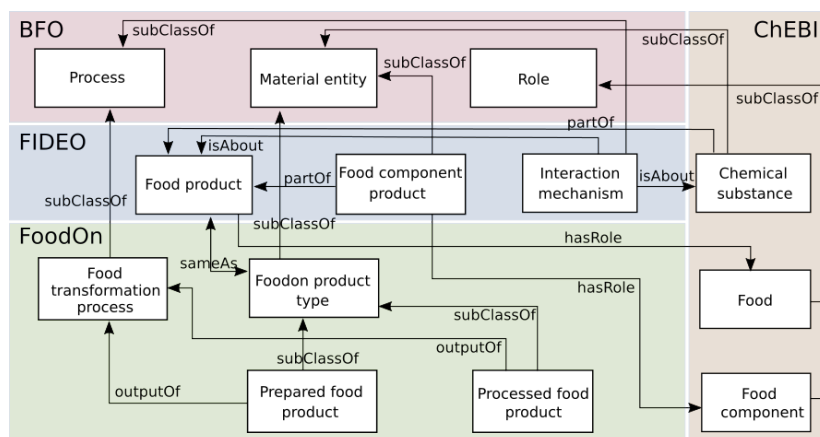 BFO
subClassOf
ChEBI
subClassOf
Process
Material entity
subClassOf
Role
subClassOf
partOf
FIDEO
isAbout
Food product
partOf
Food component
product
Interaction
mechanism
isAbout
Chemical
substance
subClassOf
subClassOf
FoodOn
hasRole
sameAs
Food
transformation
process
Foodon product
type
hasRole
Food
subClassOf
outputOf
subClassOf
outputOf
Prepared food
product
Processed food
product
Food
component